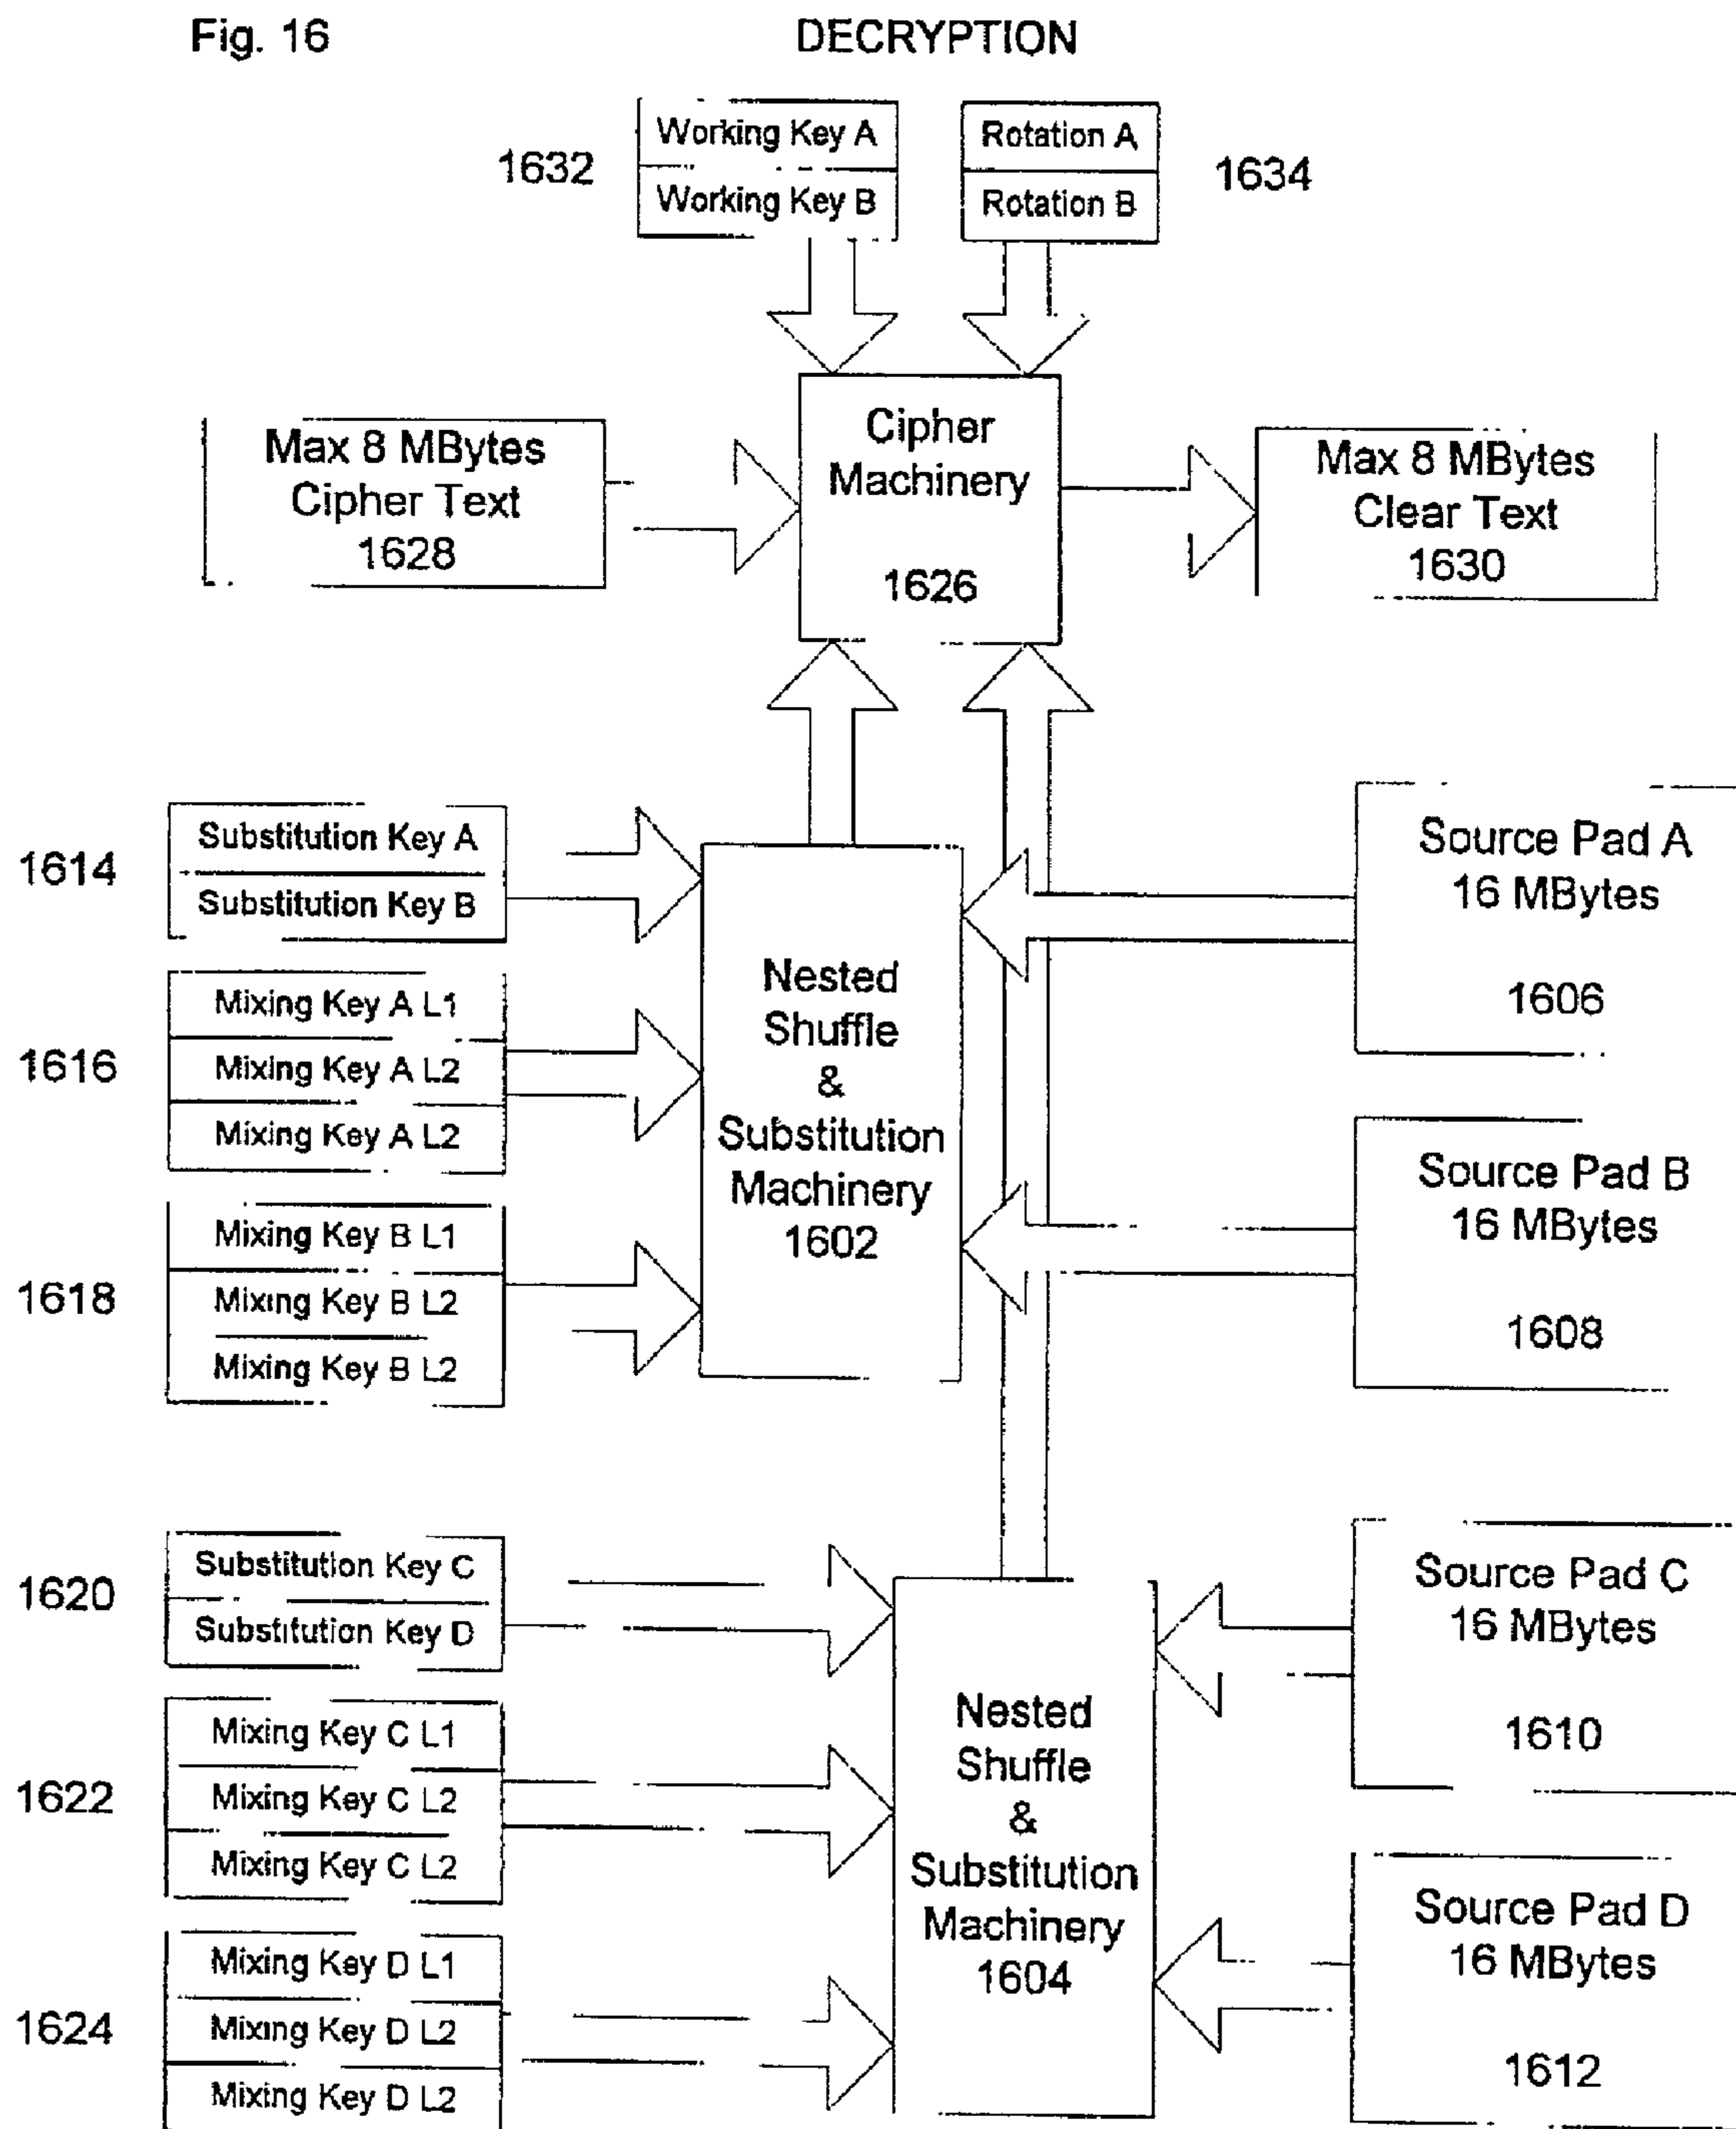 Fig. 16
DECRYPTION
1632
Working Key A
Working Key B
Rotation A
Rotation B
1634
Max 8 MBytes
Cipher Text
1628
Cipher
Machinery
1626
Max 8 MBytes
Clear Text
1630
1614
Substitution Key A
Substitution Key B
1616
Mixing Key A L1
Mixing Key A L2
Mixing Key A L2
1618
Mixing Key B L1
Mixing Key B L2
Mixing Key B L2
Nested
Shuffle
&
Substitution
Machinery
1602
Source Pad A
16 MBytes
1606
Source Pad B
16 MBytes
1608
1620
Substitution Key C
Substitution Key D
1622
Mixing Key C L1
Mixing Key C L2
Mixing Key C L2
1624
Mixing Key D L1
Mixing Key D L2
Mixing Key D L2
Nested
Shuffle
&
Substitution
Machinery
1604
Source Pad C
16 MBytes
1610
Source Pad D
16 MBytes
1612